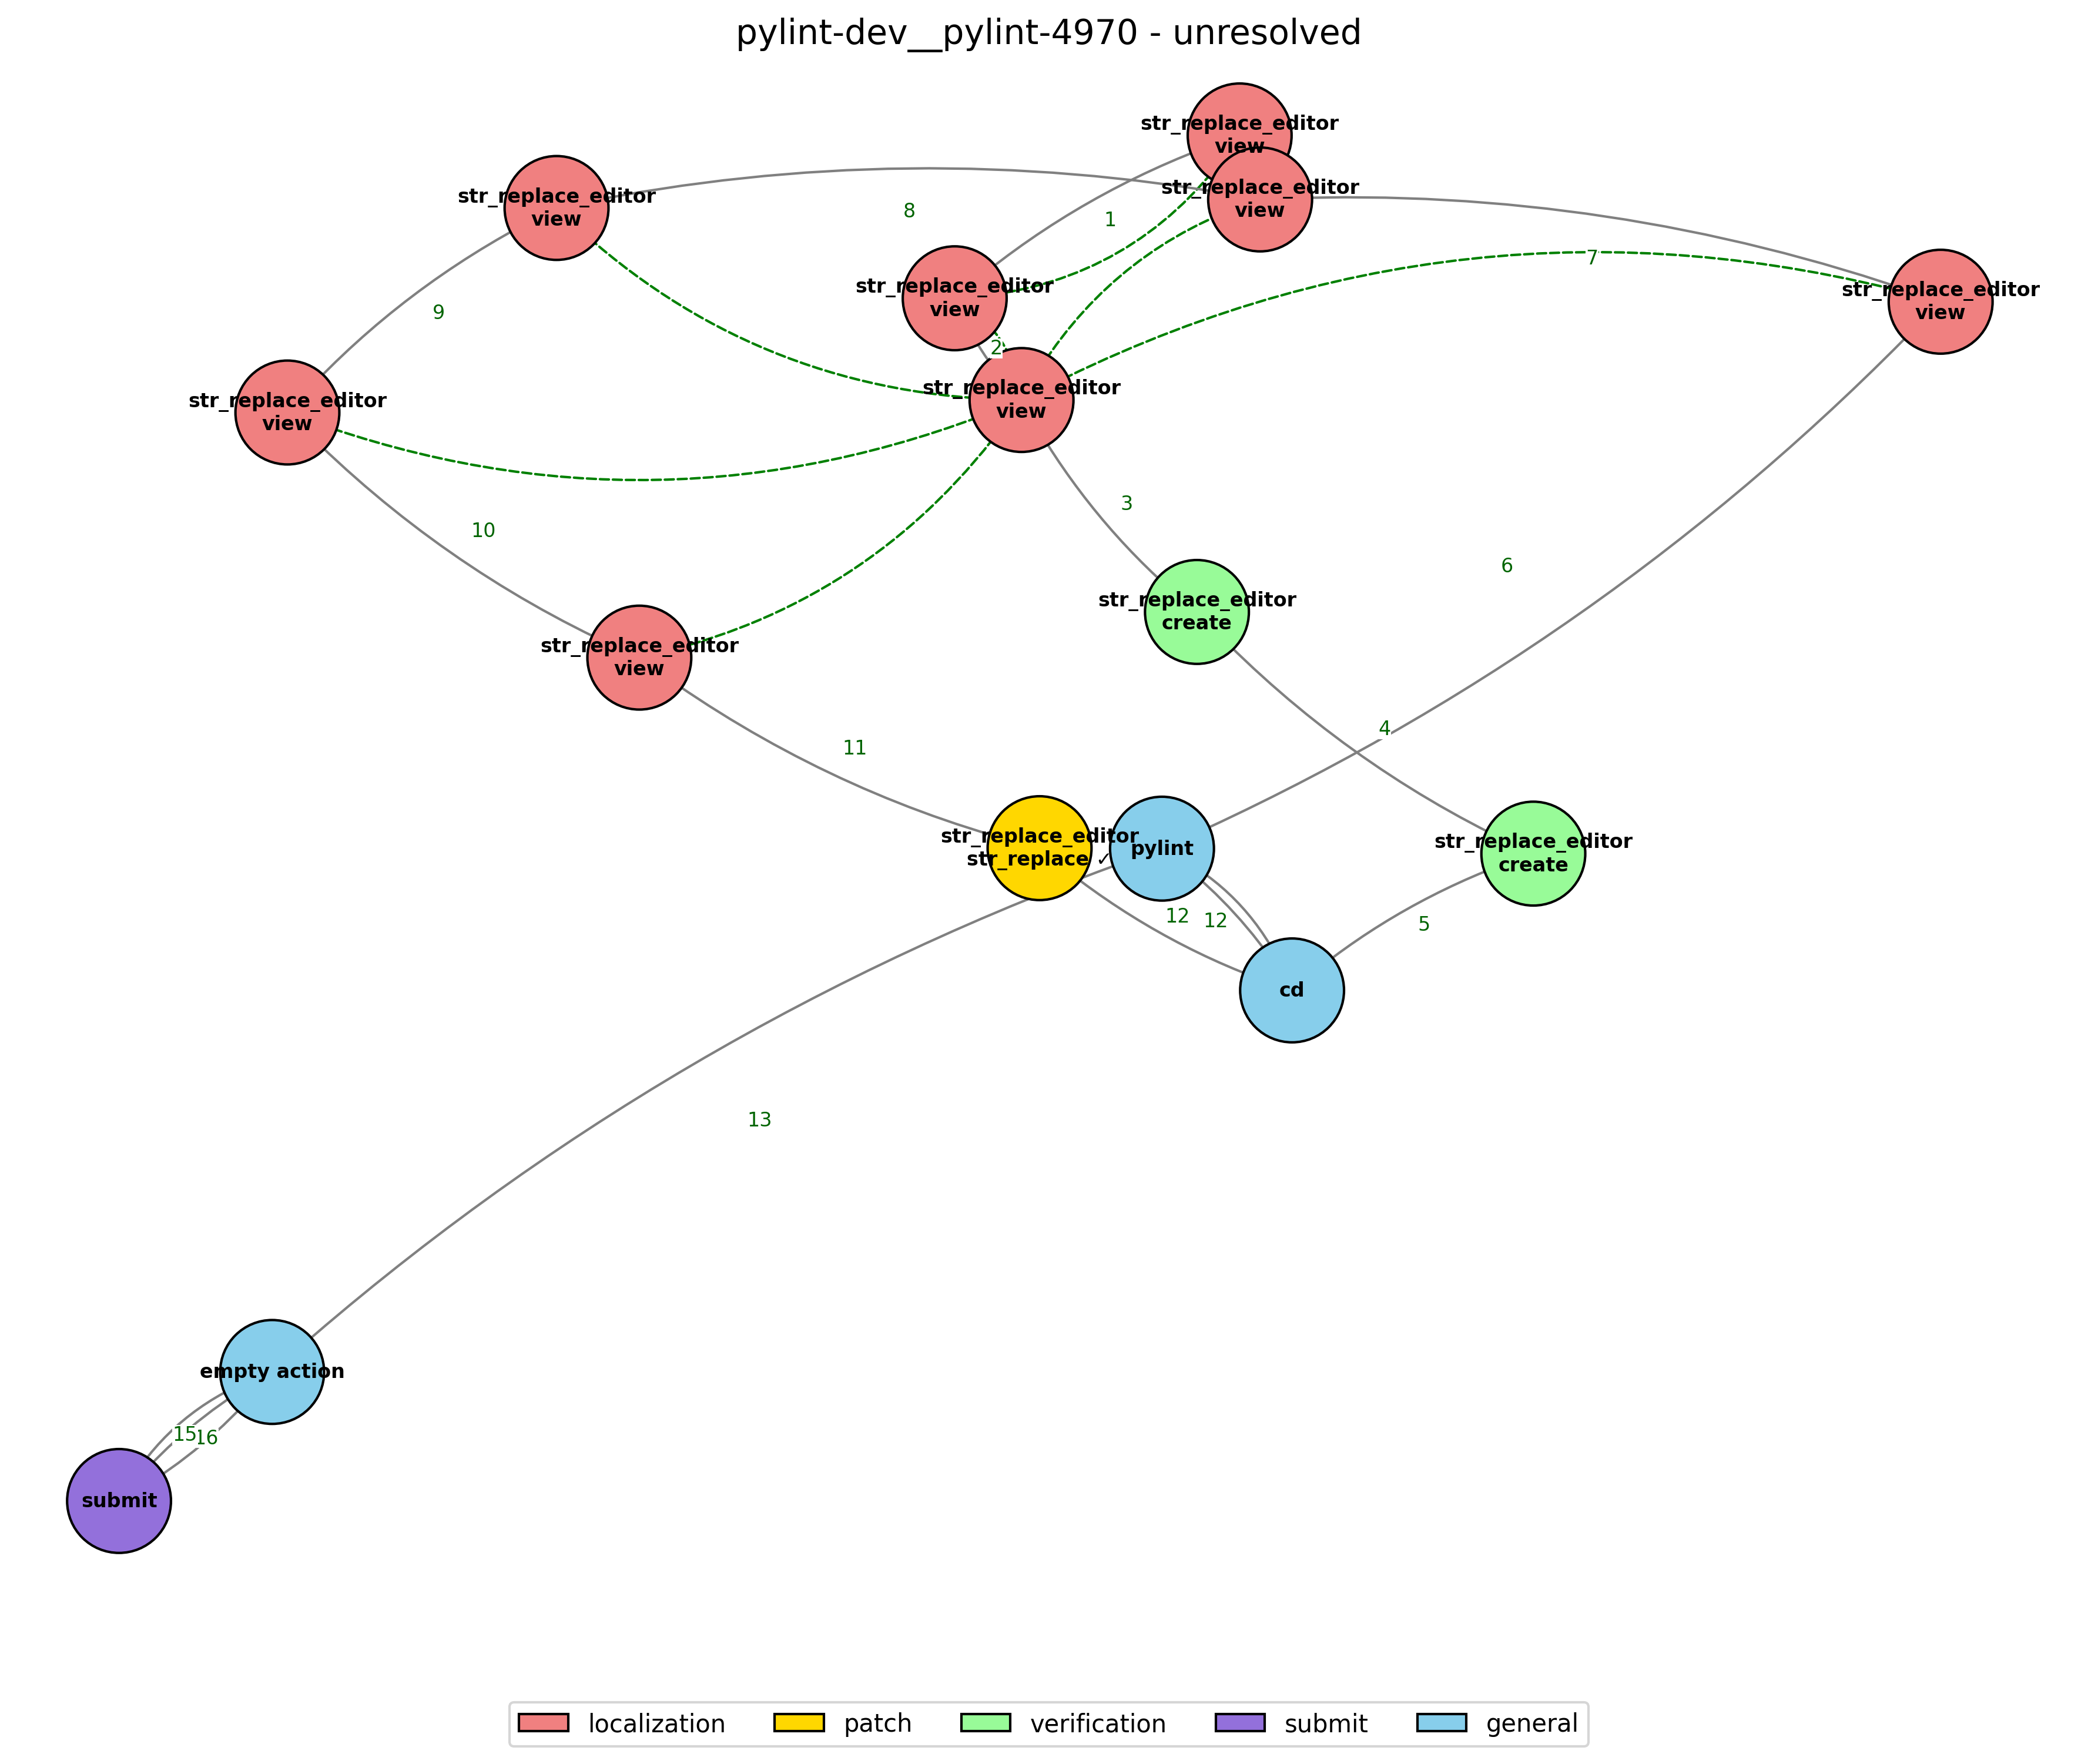 pylint-dev__pylint-4970 - unresolved
str_replace_editor
view
str_replace_editor
view
str_replace_editor
view
8
1
7
str_replace_editor
view
str_replace_editor
view
9
2
str_replace_editor
view
str_replace_editor
view
3
10
6
str_replace_editor
create
str_replace_editor
view
4
11
str_replace_editor
str_replace ✓
pylint
str_replace_editor
create
12
12
5
cd
13
empty action
15
16
submit
localization
patch
verification
submit
general